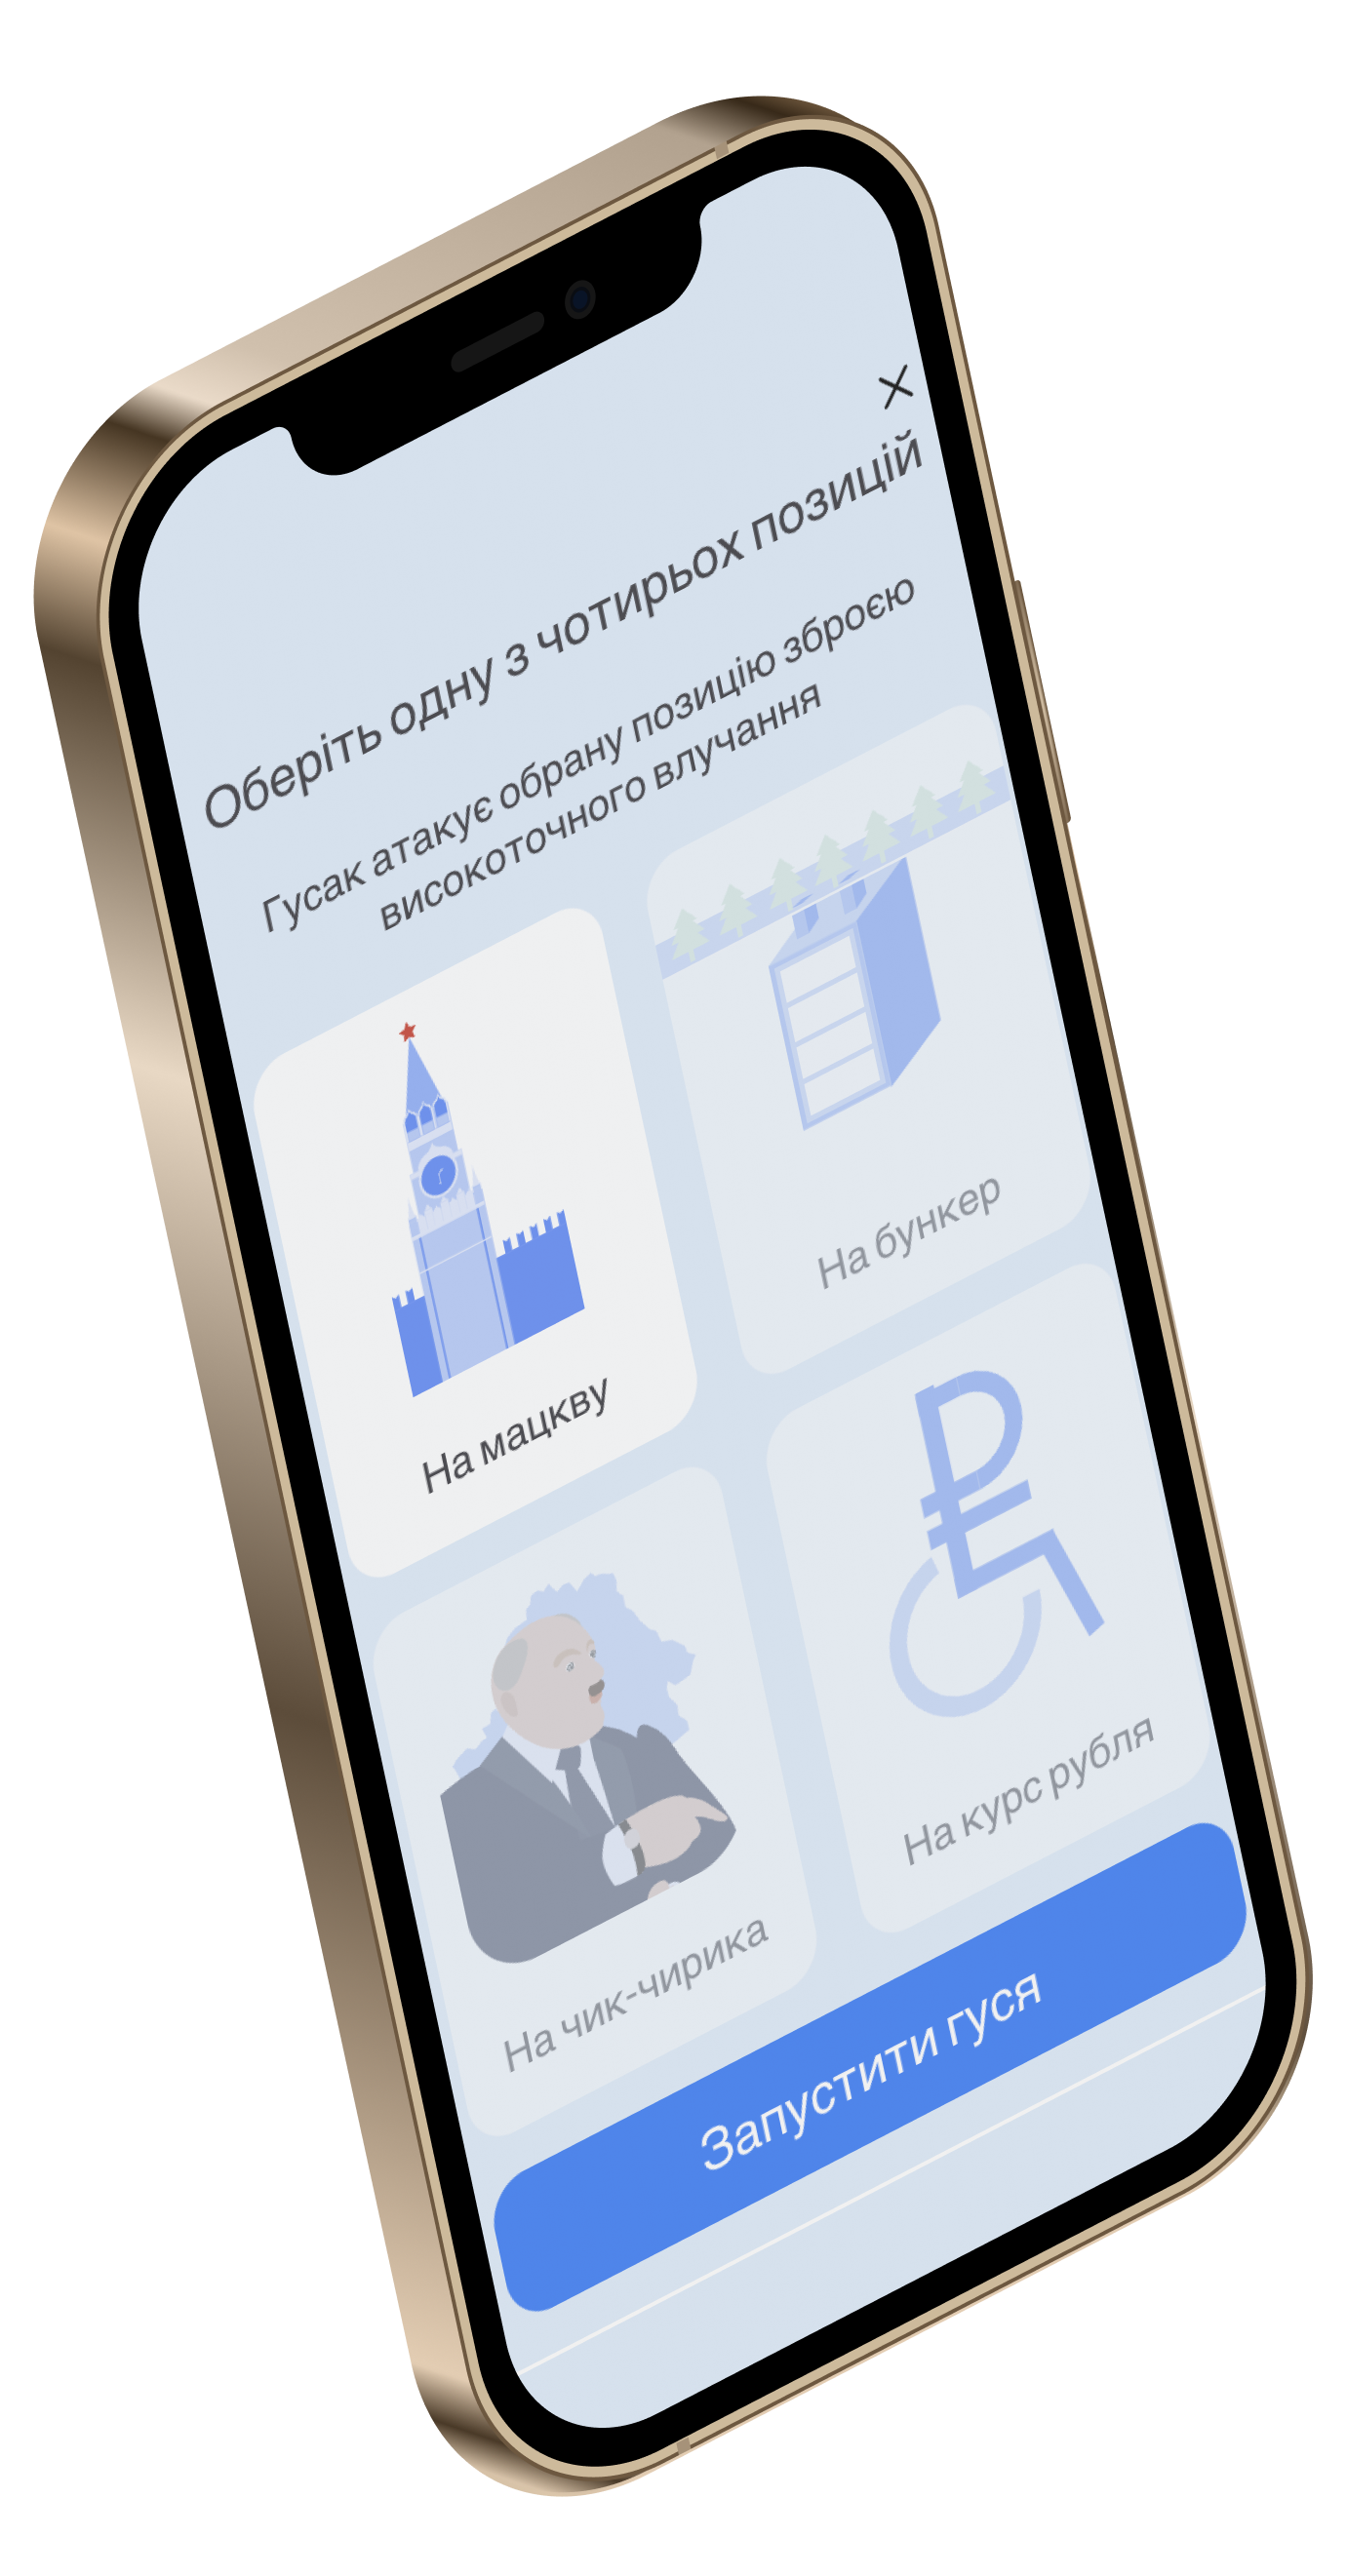 Оберіть одну з чотирьох позицій
Гусак атакує обрану позицію зброєю
високоточного влучання
На мацкву
На бункер
На чик-чирика
На курс рубля
Запустити гуся